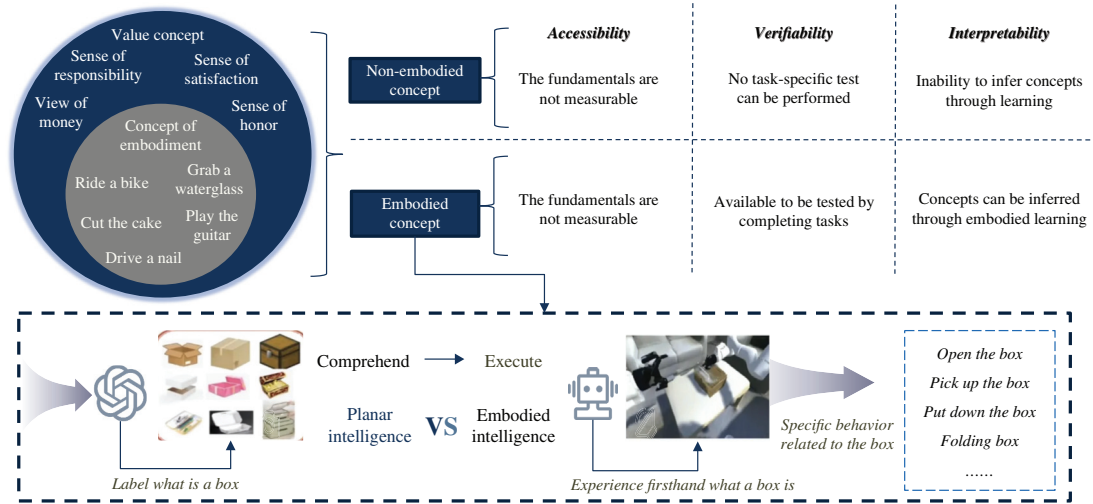 Value concept
Sense of
responsibility
Sense of
satisfaction
View of
money
Sense of
honor
Concept of
embodiment
Ride a bike
Grab a
waterglass
Cut the cake
Play the
guitar
Drive a nail
Accessibility
Verifiability
Interpretability
Non-embodied
concept
The fundamentals are
not measurable
No task-specific test
can be performed
Inability to infer concepts
through learning
Embodied
concept
The fundamentals are
not measurable
Available to be tested by
completing tasks
Concepts can be inferred
through embodied learning
Comprehend
Execute
Planar
intelligence
VS
Embodied
intelligence
Label what is a box
Experience firsthand what a box is
Specific behavior
related to the box
Open the box
Pick up the box
Put down the box
Folding box
......